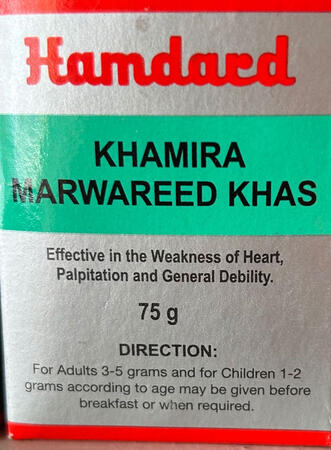 Hamdard
KHAMIRA
MARWAREED KHAS
Effective in the Weakness of Heart,
Palpitation and General Debility.
75 g
DIRECTION:
For Adults 3-5 grams and for Children 1-2
grams according to age may be given before
breakfast or when required.